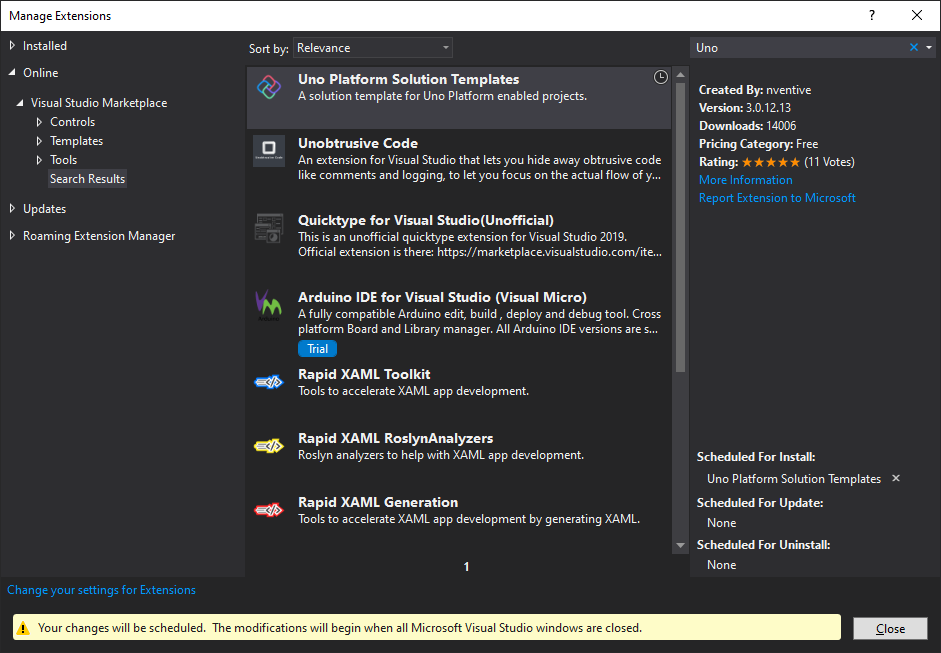 Manage Extensions
?
Installed
Online
Visual Studio Marketplace
Controls
Templates
Tools
Search Results
Updates
Roaming Extension Manager
Sort by: Relevance
Uno Platform Solution Templates
A solution template for Uno Platform enabled projects.
Unobtrusive Code
An extension for Visual Studio that lets you hide away obtrusive code
like comments and logging, to let you focus on the actual flow of y...
Quicktype for Visual Studio(Unofficial)
This is an unofficial quicktype extension for Visual Studio 2019.
Official extension is there: https://marketplace.visualstudio.com/ite...
Arduino IDE for Visual Studio (Visual Micro)
A fully compatible Arduino edit, build , deploy and debug tool. Cross
platform Board and Library manager. All Arduino IDE versions are s...
Trial
Rapid XAML Toolkit
Tools to accelerate XAML app development.
Rapid XAML RoslynAnalyzers
Roslyn analyzers to help with XAML app development.
Rapid XAML Generation
Tools to accelerate XAML app development by generating XAML.
1
Uno
Created By: nventive
Version: 3.0.12.13
Downloads: 14006
Pricing Category: Free
Rating: ★★★★★ (11 Votes)
More Information
Report Extension to Microsoft
Scheduled For Install:
Uno Platform Solution Templates
Scheduled For Update:
None
Scheduled For Uninstall:
None
Change your settings for Extensions
Your changes will be scheduled. The modifications will begin when all Microsoft Visual Studio windows are closed.
Close